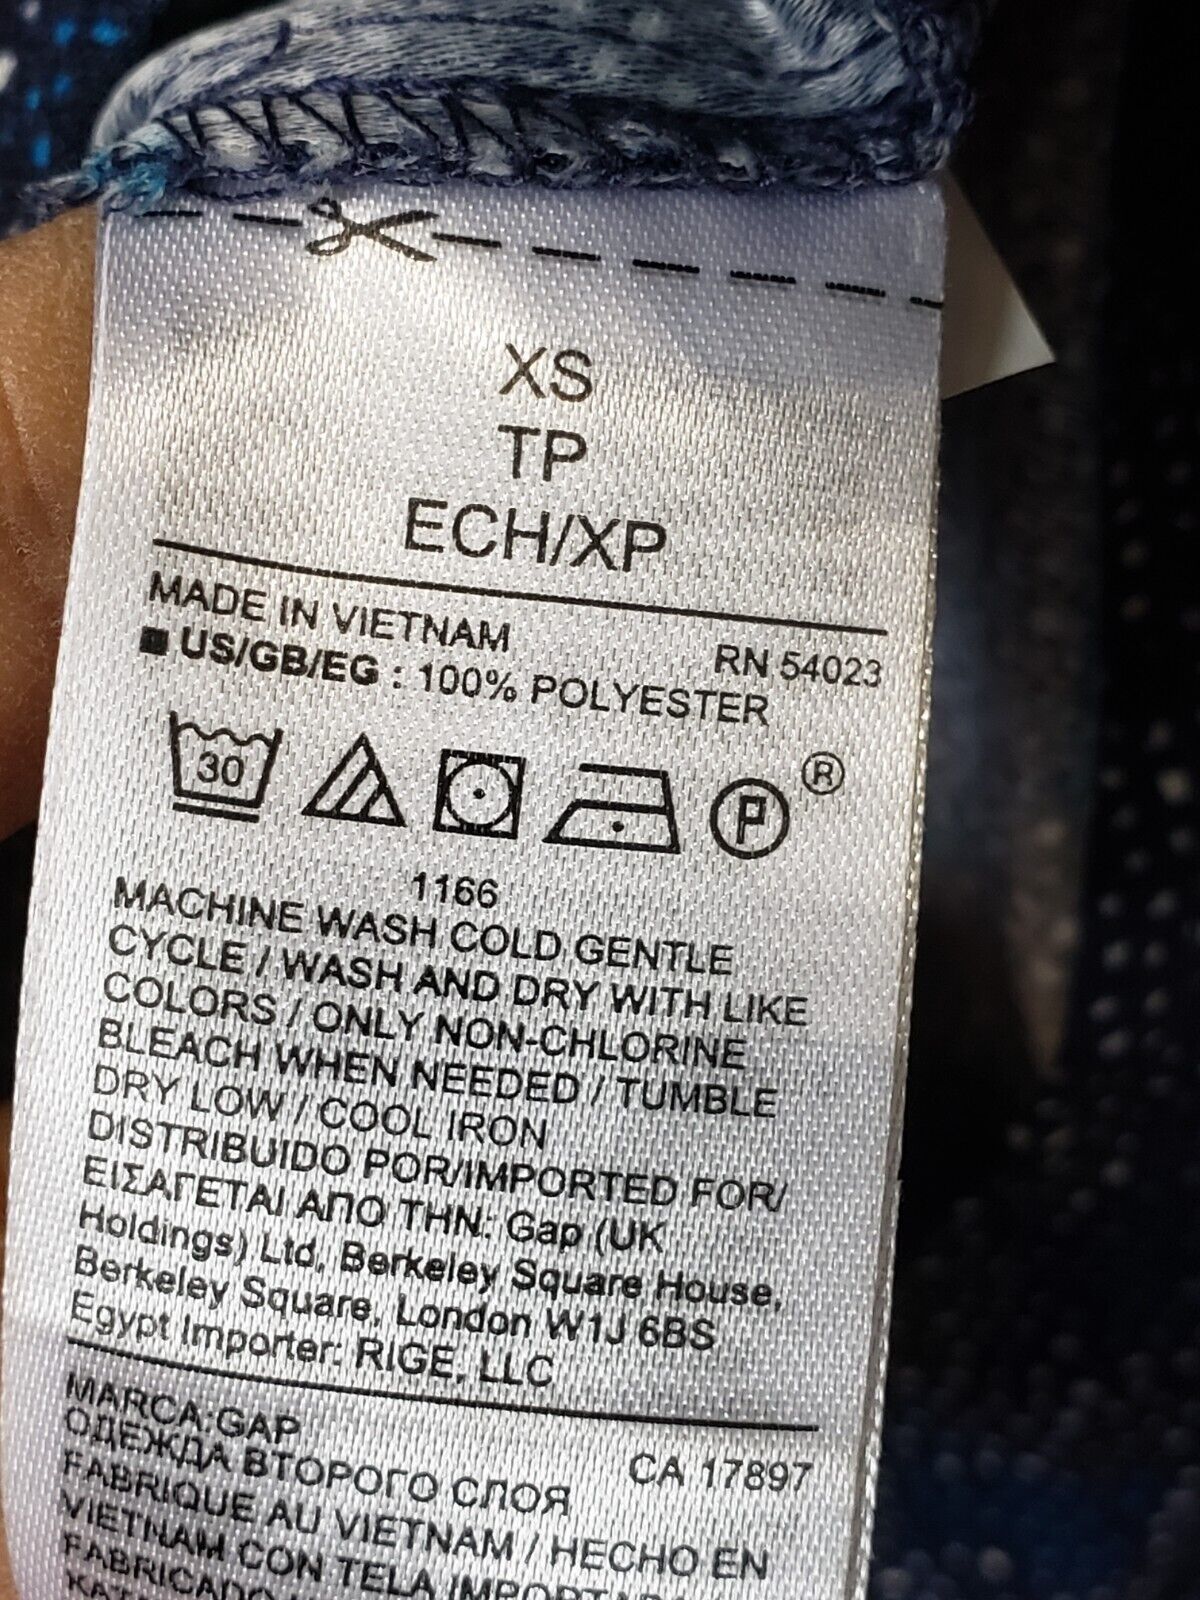 XS
TP
ECH/XP
MADE IN VIETNAM
RN 54023
US/GB/EG : 100% POLYESTER
30
P
®
1166
MACHINE WASH COLD GENTLE
CYCLE / WASH AND DRY WITH LIKE
COLORS / ONLY NON-CHLORINE
BLEACH WHEN NEEDED / TUMBLE
DRY LOW / COOL IRON
DISTRIBUIDO POR/IMPORTED FOR/
ΕΙΣΑΓΕΤΑΙ ΑΠΟ ΤΗΝ: Gap (UK
Holdings) Ltd, Berkeley Square House,
Berkeley Square, London W1J 6BS
Egypt Importer: RIGE, LLC
MARCA:GAP
CA 17897
ОДЕЖДА ВТОРОГО СЛОЯ
FABRIQUE AU VIETNAM / HECHO EN
VIETNAM CON TELA
FABRICADO